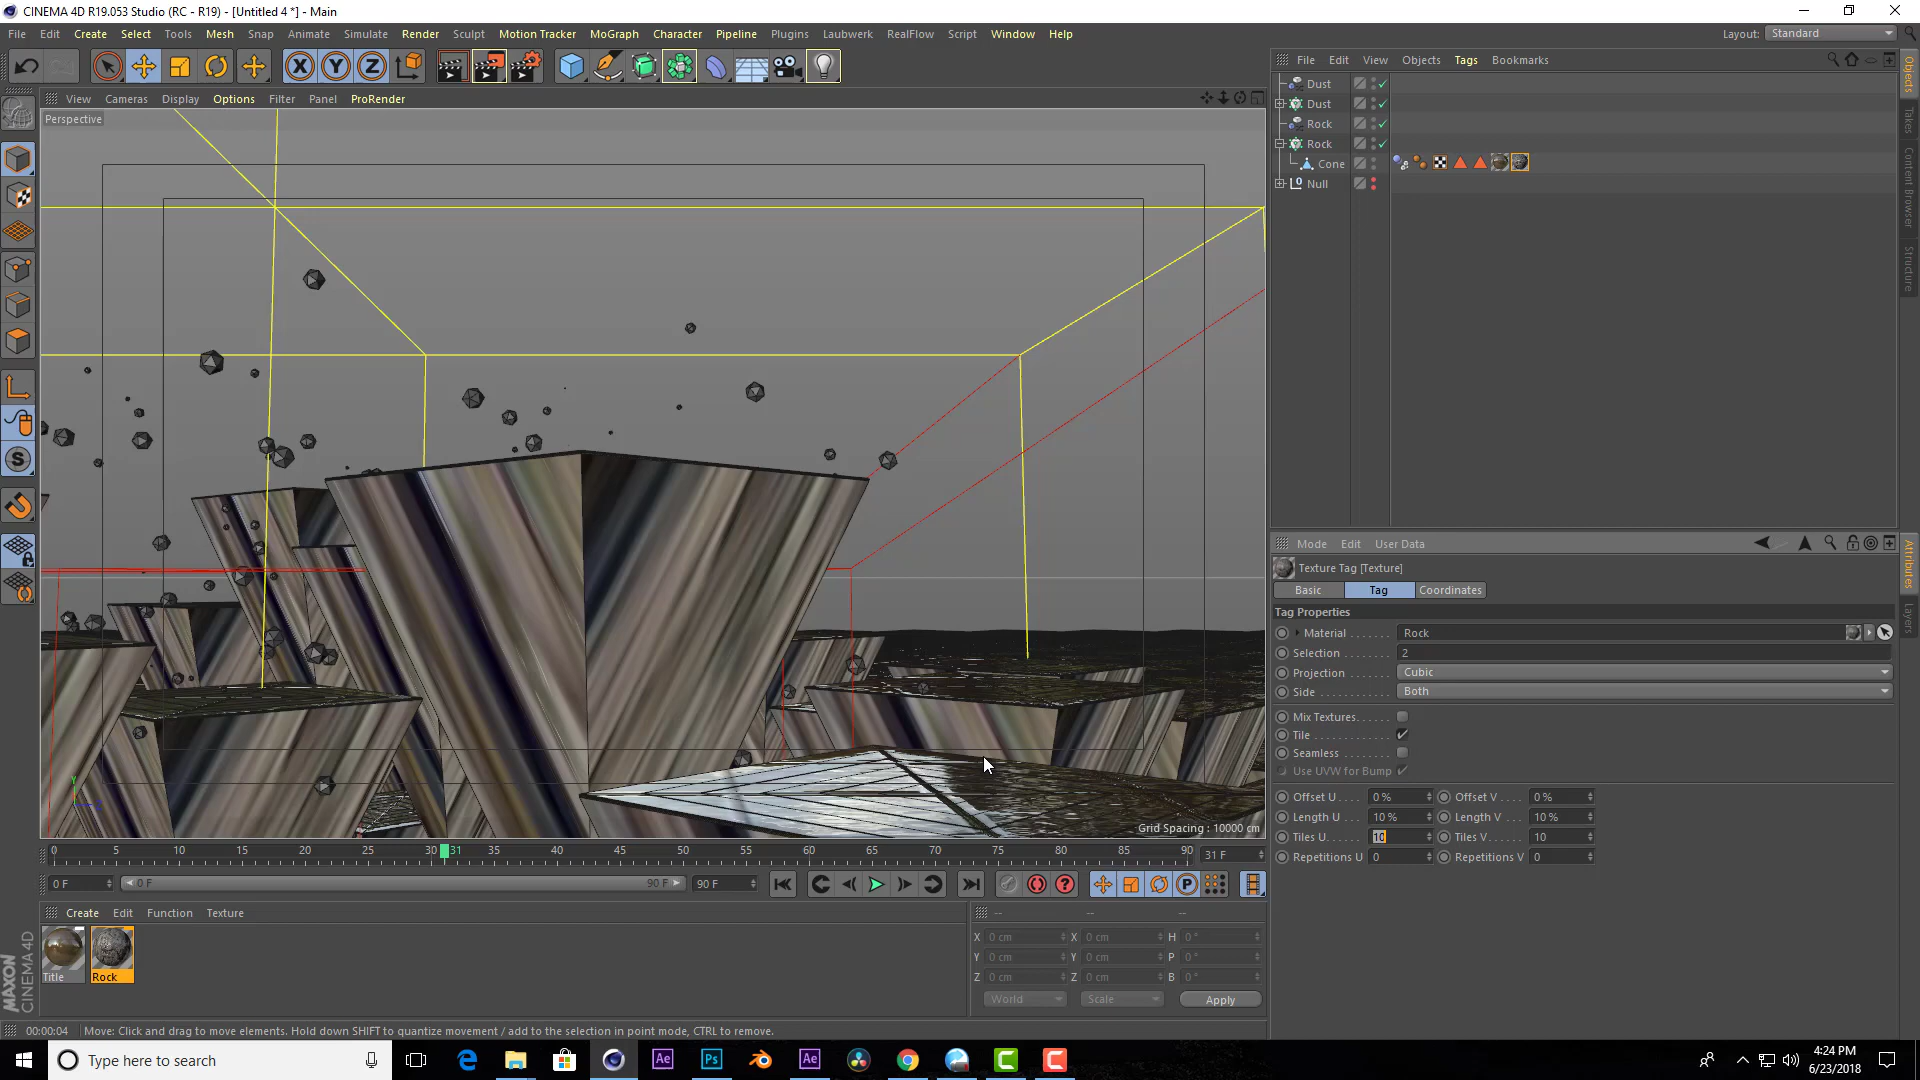 CINEMA 4D R19.053 Studio (RC - R19) - [Untitled 4 *] - Main
File Edit Create Select Tools Mesh Snap Animate Simulate Render Sculpt Motion Tracker MoGraph Character Pipeline Plugins Laubwerk RealFlow Script Window Help Layout: Standard
X Y Z
File Edit View Objects Tags Bookmarks
View Cameras Display Options Filter Panel ProRender
Perspective
Dust
Dust
Rock
Rock
Cone
Null
Objects
Takes
Content Browser
Structure
Mode Edit User Data
Texture Tag [Texture]
Basic Tag Coordinates
Tag Properties
Material Rock
Selection 2
Projection Cubic
Side Both
Mix Textures
Tile
Seamless
Use UVW for Bump
Offset U 0 % Offset V 0 %
Length U 10 % Length V 10 %
Tiles U 10 Tiles V 10
Repetitions U 0 Repetitions V 0
Attributes
Layers
Grid Spacing : 10000 cm
0 5 10 15 20 25 30 31 35 40 45 50 55 60 65 70 75 80 85 90 31 F
0 F 0 F 90 F 90 F
Create Edit Function Texture
Title Rock
-- -- --
X 0 cm X 0 cm H 0 °
Y 0 cm Y 0 cm P 0 °
Z 0 cm Z 0 cm B 0 °
World Scale Apply
MAXON
CINEMA 4D
00:00:04 Move: Click and drag to move elements. Hold down SHIFT to quantize movement / add to the selection in point mode, CTRL to remove.
Type here to search
Ae Ps Ae
4:24 PM
6/23/2018